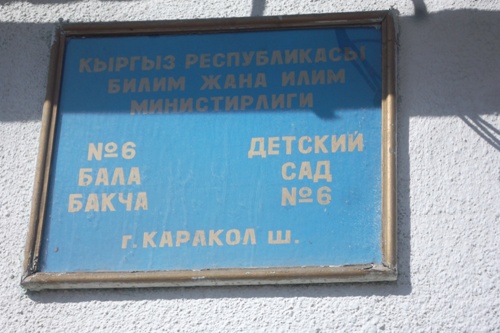 КЫРГЫЗ РЕСПУБЛИКАСЫ
БИЛИМ ЖАНА ИЛИМ
МИНИСТИРЛИГИ
№6
БАЛА
БАКЧА
ДЕТСКИЙ
САД
№6
г. КАРАКОЛ Ш.